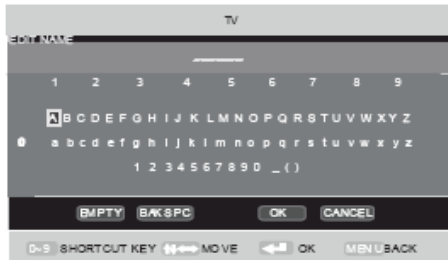 TV
EDIT NAME
1 2 3 4 5 6 7 8 9
A B C D E F G H I J K L M N O P Q R S T U V W X Y Z
0 a b c d e f g h i j k l m n o p q r s t u v w x y z
1 2 3 4 5 6 7 8 9 0 _ ( )
EMPTY BAKSPC OK CANCEL
0~9 SHORTCUT KEY MOVE OK MENU BACK